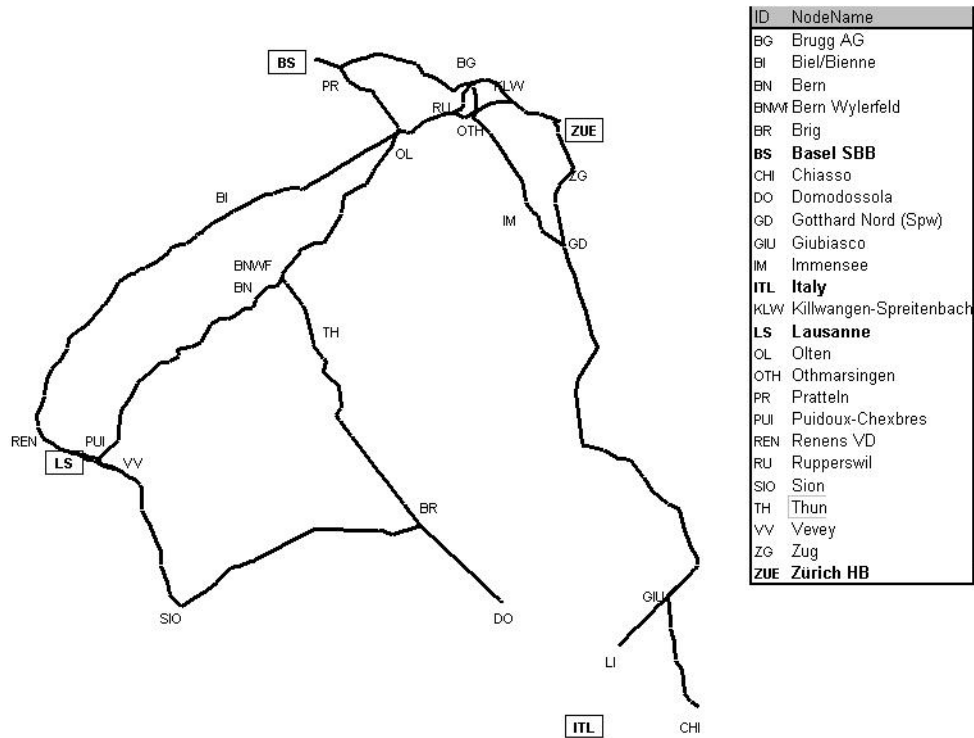 BS
PR
BG
KLW
RU
OTH
ZUE
OL
ZG
BI
IM
GD
BNWF
BN
TH
REN
PUI
LS
VV
BR
SIO
DO
GIU
LI
ITL
CHI
ID NodeName
BG Brugg AG
BI Biel/Bienne
BN Bern
BNWF Bern Wylerfeld
BR Brig
BS Basel SBB
CHI Chiasso
DO Domodossola
GD Gotthard Nord (Spw)
GIU Giubiasco
IM Immensee
ITL Italy
KLW Killwangen-Spreitenbach
LS Lausanne
OL Olten
OTH Othmarsingen
PR Pratteln
PUI Puidoux-Chexbres
REN Renens VD
RU Rupperswil
SIO Sion
TH Thun
VV Vevey
ZG Zug
ZUE Zürich HB